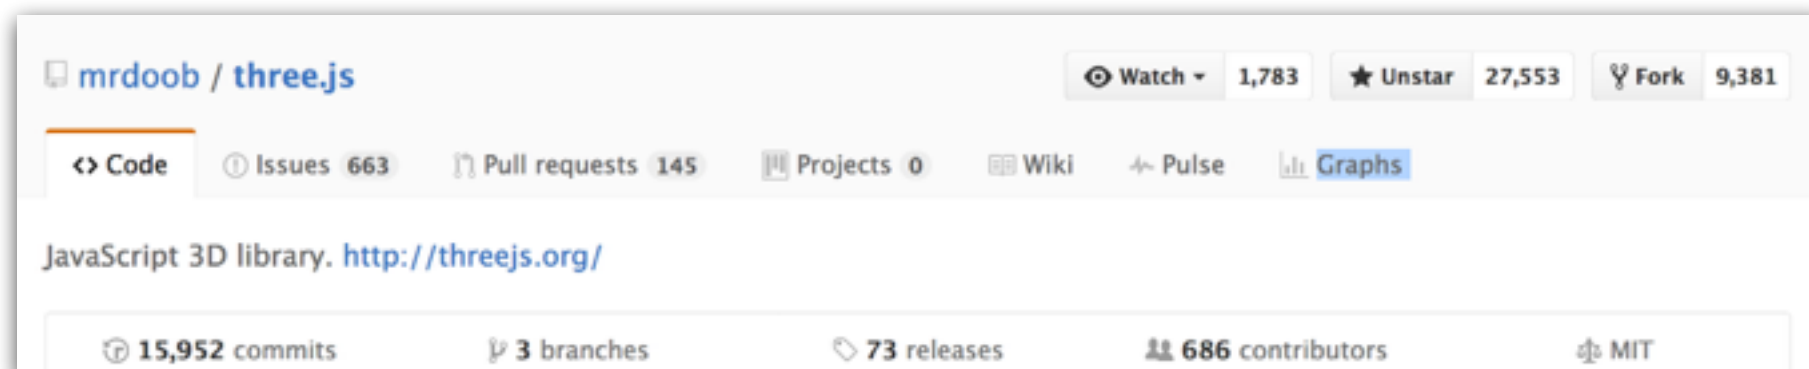 mrdoob / three.js Watch 1,783 Unstar 27,553 Fork 9,381
<> Code Issues 663 Pull requests 145 Projects 0 Wiki Pulse Graphs
JavaScript 3D library. http://threejs.org/
15,952 commits 3 branches 73 releases 686 contributors MIT